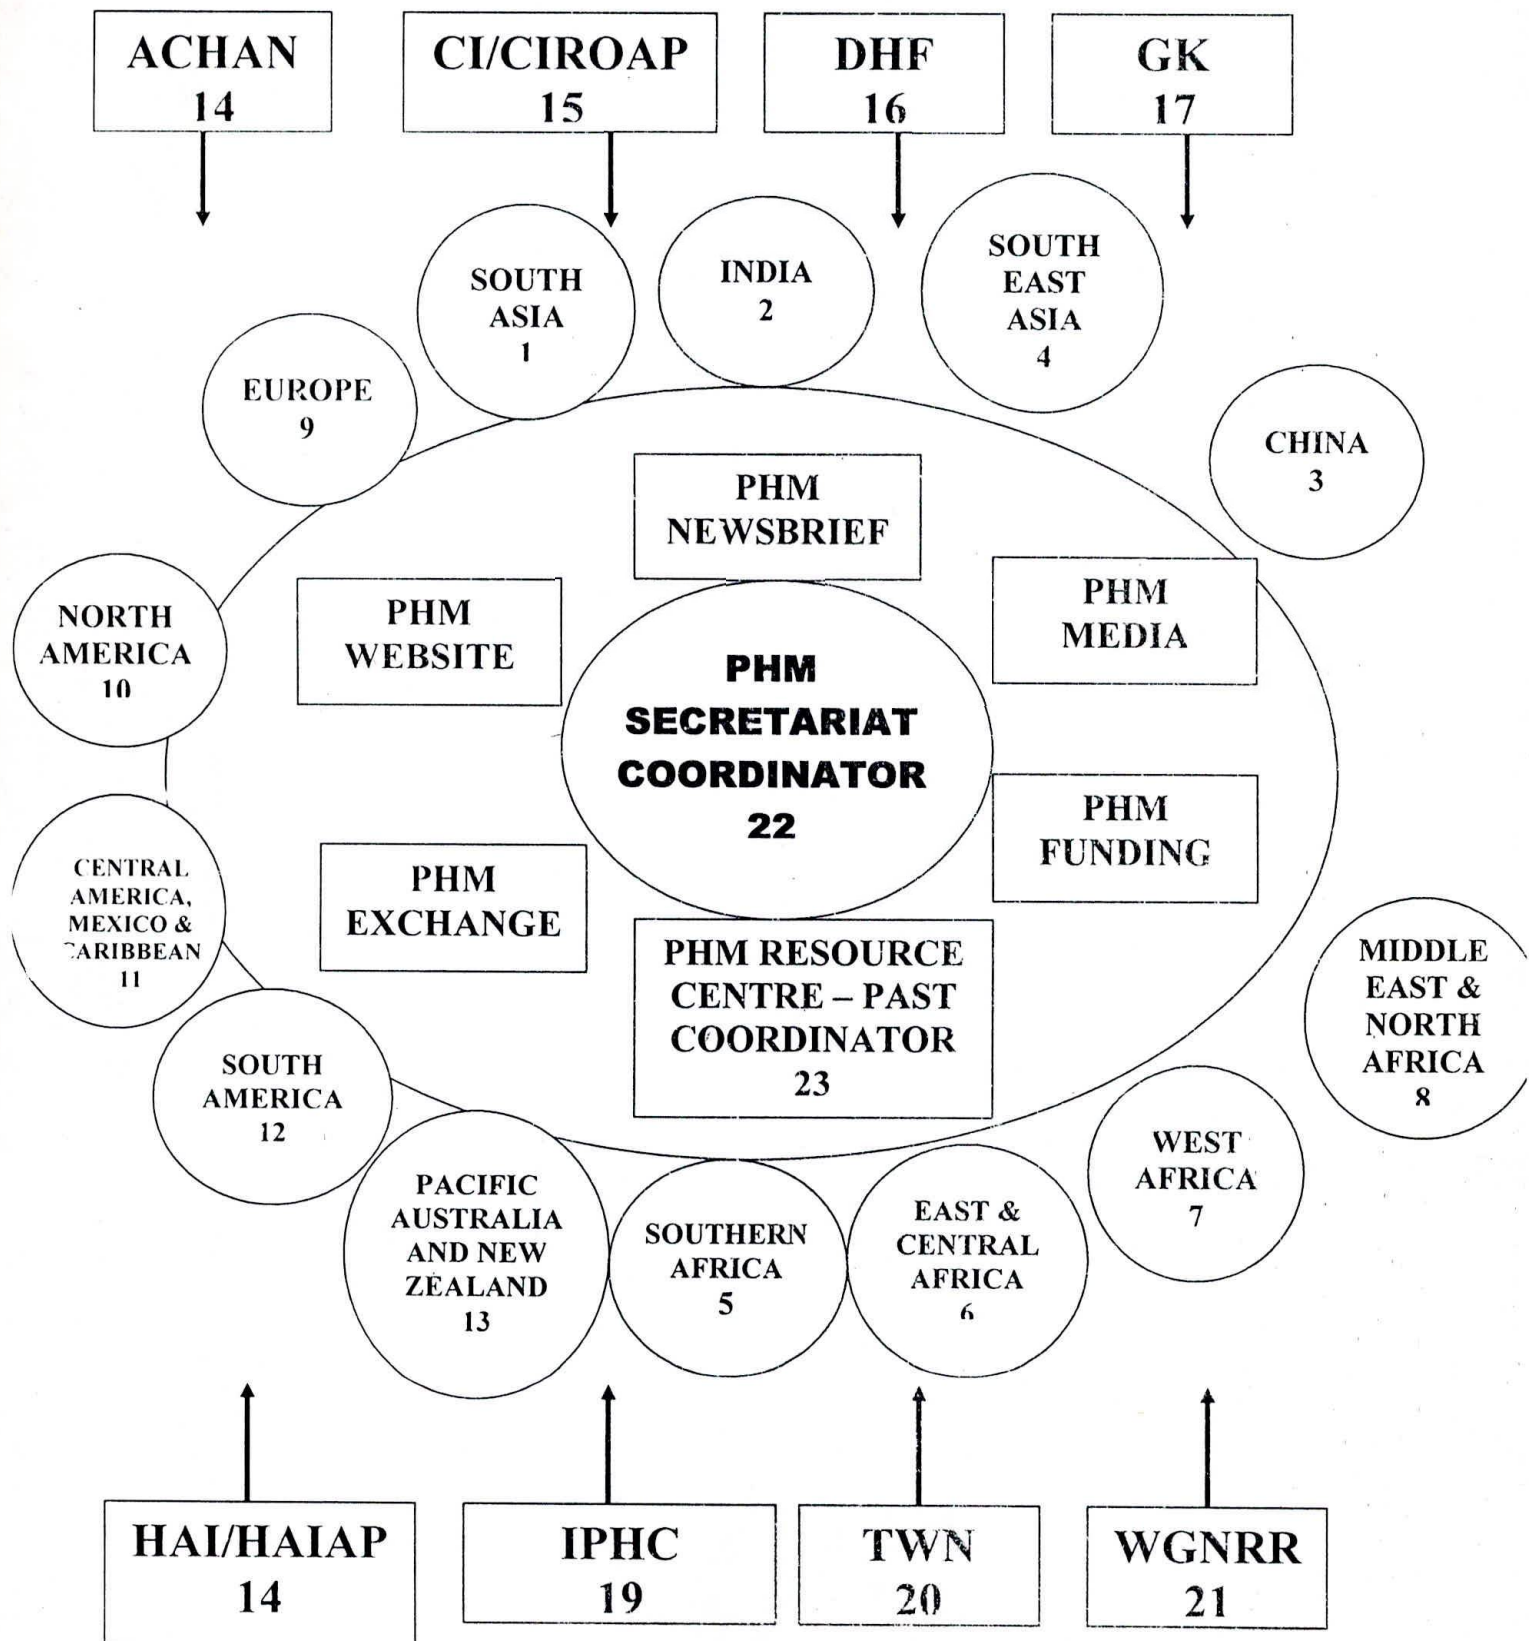 ACHAN
14
CI/CIROAP
15
DHF
16
GK
17
SOUTH
ASIA
1
INDIA
2
SOUTH
EAST
ASIA
4
EUROPE
9
CHINA
3
PHM
NEWSBRIEF
PHM
WEBSITE
PHM
MEDIA
NORTH
AMERICA
10
PHM
SECRETARIAT
COORDINATOR
22
PHM
FUNDING
CENTRAL
AMERICA,
MEXICO &
CARIBBEAN
11
PHM
EXCHANGE
PHM RESOURCE
CENTRE – PAST
COORDINATOR
23
MIDDLE
EAST &
NORTH
AFRICA
8
SOUTH
AMERICA
12
WEST
AFRICA
7
PACIFIC
AUSTRALIA
AND NEW
ZEALAND
13
SOUTHERN
AFRICA
5
EAST &
CENTRAL
AFRICA
6
HAI/HAIAP
14
IPHC
19
TWN
20
WGNRR
21